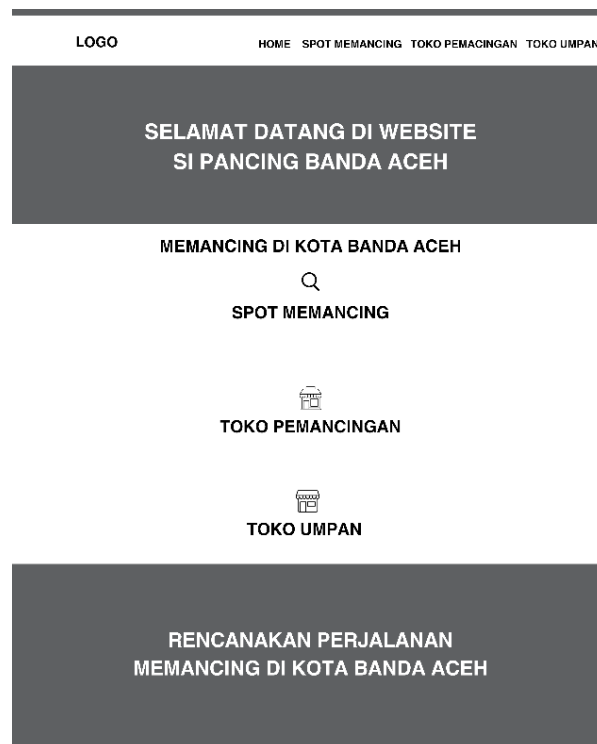 LOGO
HOME SPOT MEMANCING TOKO PEMACINGAN TOKO UMPAN
SELAMAT DATANG DI WEBSITE
SI PANCING BANDA ACEH
MEMANCING DI KOTA BANDA ACEH
SPOT MEMANCING
TOKO PEMANCINGAN
TOKO UMPAN
RENCANAKAN PERJALANAN
MEMANCING DI KOTA BANDA ACEH